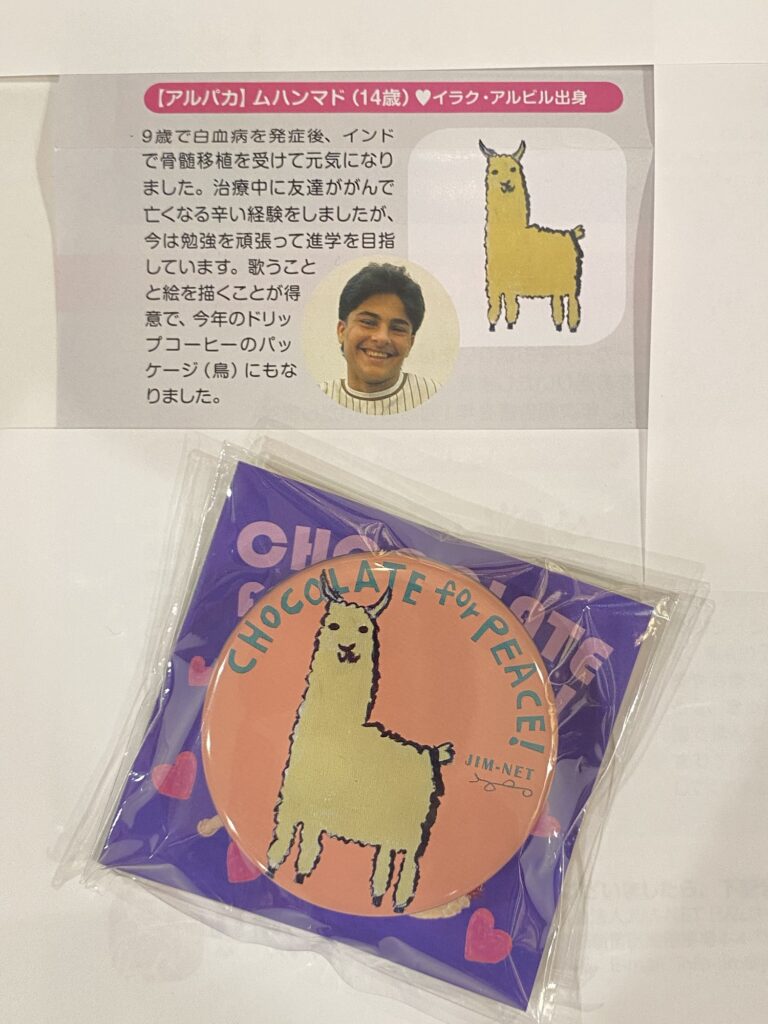 【アルパカ】ムハンマド（14歳）♥イラク・アルビル出身
9歳で白血病を発症後、インド
で骨髄移植を受けて元気になり
ました。治療中に友達ががんで
亡くなる辛い経験をしましたが、
今は勉強を頑張って進学を目指
しています。歌うこと
と絵を描くことが得
意で、今年のドリッ
プコーヒーのパッ
ケージ（鳥）にもな
りました。
CHOCOLATE
CHOCOLATE for PEACE!
JIM-NET